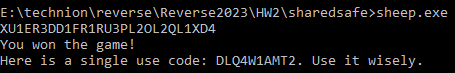 E:\technion\reverse\Reverse2023\HW2\sharedsafe>sheep.exe
XU1ER3DD1FR1RU3PL2OL2QL1XD4
You won the game!
Here is a single use code: DLQ4W1AMT2. Use it wisely.